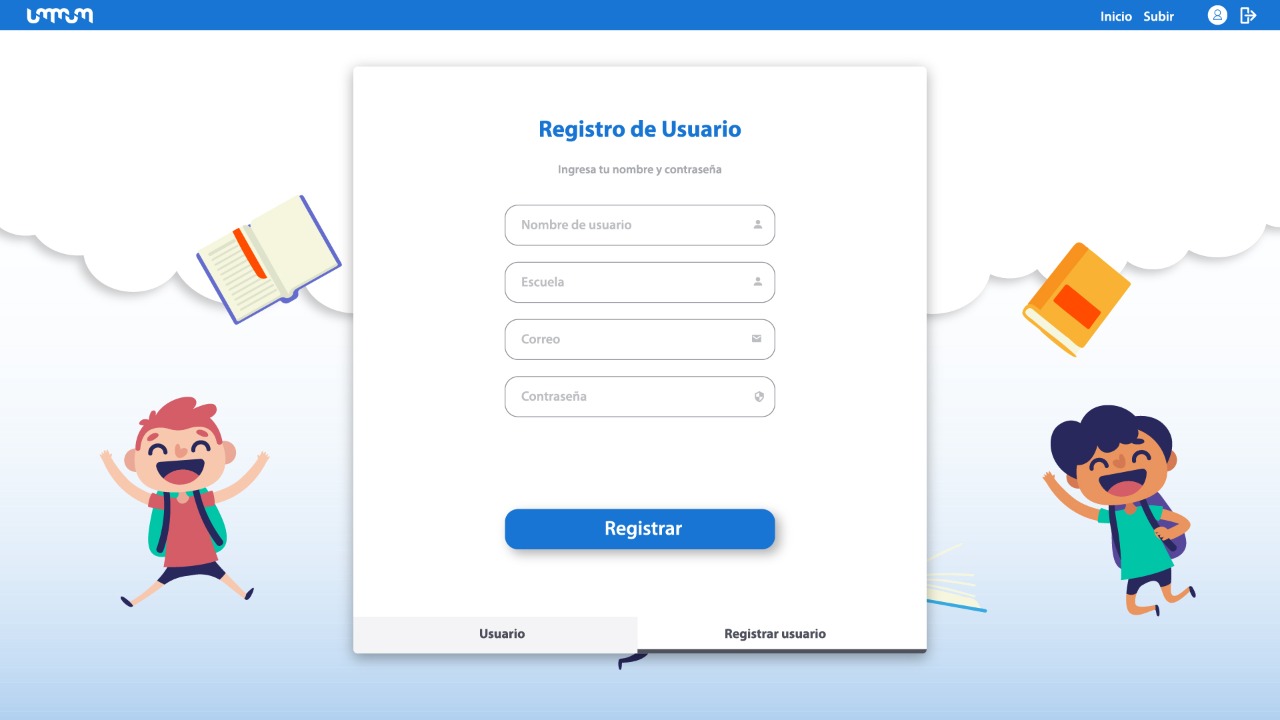 Inicio Subir
Registro de Usuario
Ingresa tu nombre y contraseña
Nombre de usuario
Escuela
Correo
Contraseña
Registrar
Usuario
Registrar usuario